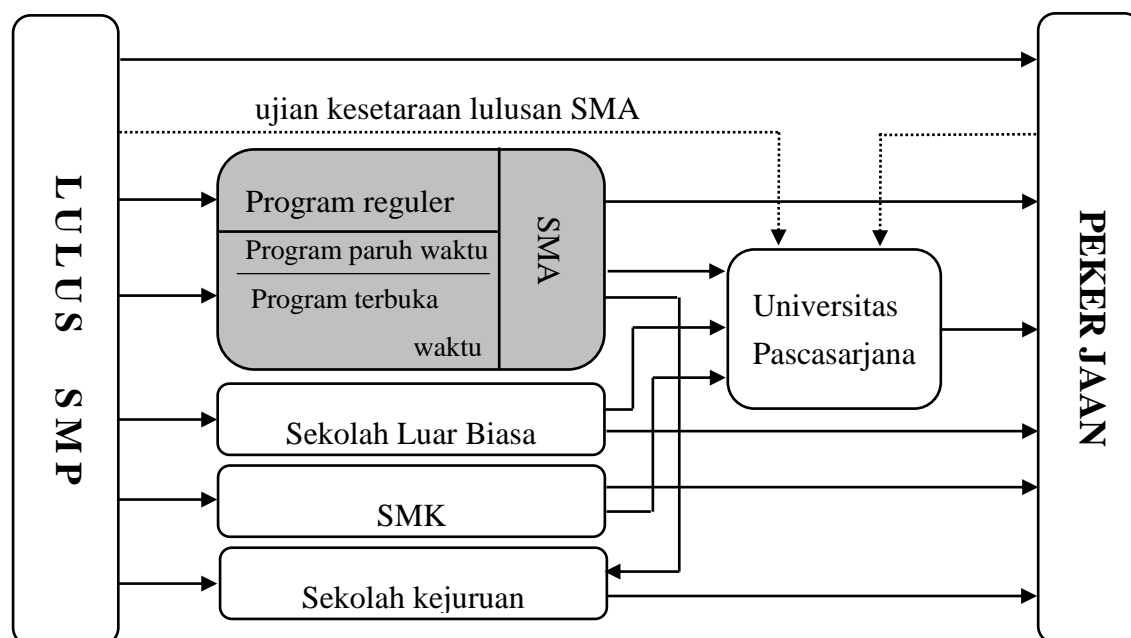 LULUS SMP
ujian kesetaraan lulusan SMA
Program reguler
Program paruh waktu
Program terbuka
waktu
SMA
Universitas
Pascasarjana
Sekolah Luar Biasa
SMK
Sekolah kejuruan
PEKERJAAN